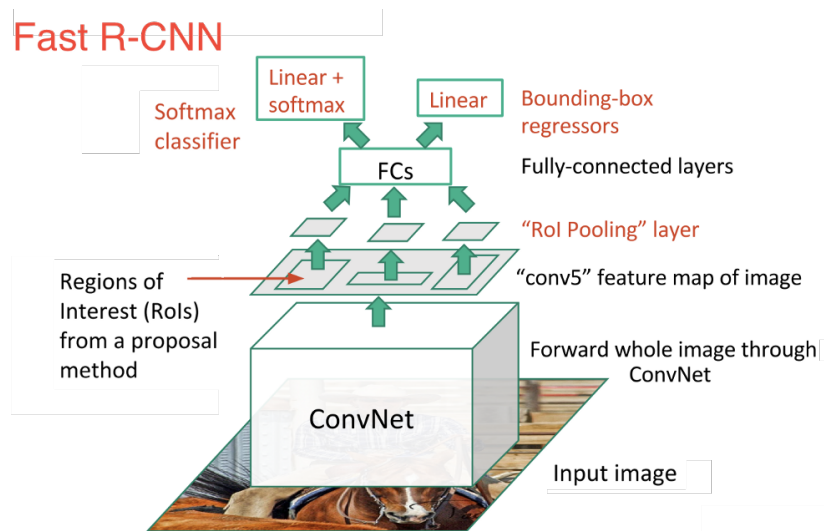 Fast R-CNN
Linear +
softmax
Linear
Softmax
classifier
Bounding-box
regressors
FCs
Fully-connected layers
“RoI Pooling” layer
Regions of
Interest (RoIs)
from a proposal
method
“conv5” feature map of image
Forward whole image through
ConvNet
ConvNet
Input image